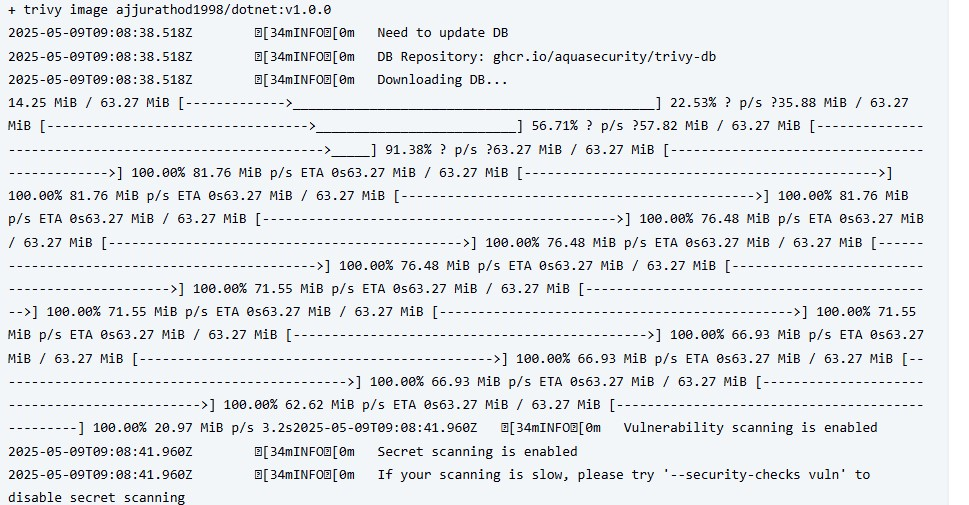 + trivy image ajjurathod1998/dotnet:v1.0.0
2025-05-09T09:08:38.518Z        [34mINFO[0m   Need to update DB
2025-05-09T09:08:38.518Z        [34mINFO[0m   DB Repository: ghcr.io/aquasecurity/trivy-db
2025-05-09T09:08:38.518Z        [34mINFO[0m   Downloading DB...
14.25 MiB / 63.27 MiB [------------->_______________________________________________] 22.53% ? p/s ?35.88 MiB / 63.27
MiB [---------------------------------->__________________________] 56.71% ? p/s ?57.82 MiB / 63.27 MiB [--------------
----------------------------------------->_____] 91.38% ? p/s ?63.27 MiB / 63.27 MiB [---------------------------------
------------->] 100.00% 81.76 MiB p/s ETA 0s63.27 MiB / 63.27 MiB [---------------------------------------------->]
100.00% 81.76 MiB p/s ETA 0s63.27 MiB / 63.27 MiB [---------------------------------------------->] 100.00% 81.76 MiB
p/s ETA 0s63.27 MiB / 63.27 MiB [---------------------------------------------->] 100.00% 76.48 MiB p/s ETA 0s63.27 MiB
/ 63.27 MiB [---------------------------------------------->] 100.00% 76.48 MiB p/s ETA 0s63.27 MiB / 63.27 MiB [------
---------------------------------------->] 100.00% 76.48 MiB p/s ETA 0s63.27 MiB / 63.27 MiB [-------------------------
--------------------->] 100.00% 71.55 MiB p/s ETA 0s63.27 MiB / 63.27 MiB [--------------------------------------------
-->] 100.00% 71.55 MiB p/s ETA 0s63.27 MiB / 63.27 MiB [---------------------------------------------->] 100.00% 71.55
MiB p/s ETA 0s63.27 MiB / 63.27 MiB [---------------------------------------------->] 100.00% 66.93 MiB p/s ETA 0s63.27
MiB / 63.27 MiB [---------------------------------------------->] 100.00% 66.93 MiB p/s ETA 0s63.27 MiB / 63.27 MiB [--
-------------------------------------------->] 100.00% 66.93 MiB p/s ETA 0s63.27 MiB / 63.27 MiB [---------------------
------------------------->] 100.00% 62.62 MiB p/s ETA 0s63.27 MiB / 63.27 MiB [----------------------------------------
---------] 100.00% 20.97 MiB p/s 3.2s2025-05-09T09:08:41.960Z   [34mINFO[0m   Vulnerability scanning is enabled
2025-05-09T09:08:41.960Z        [34mINFO[0m   Secret scanning is enabled
2025-05-09T09:08:41.960Z        [34mINFO[0m   If your scanning is slow, please try '--security-checks vuln' to
disable secret scanning